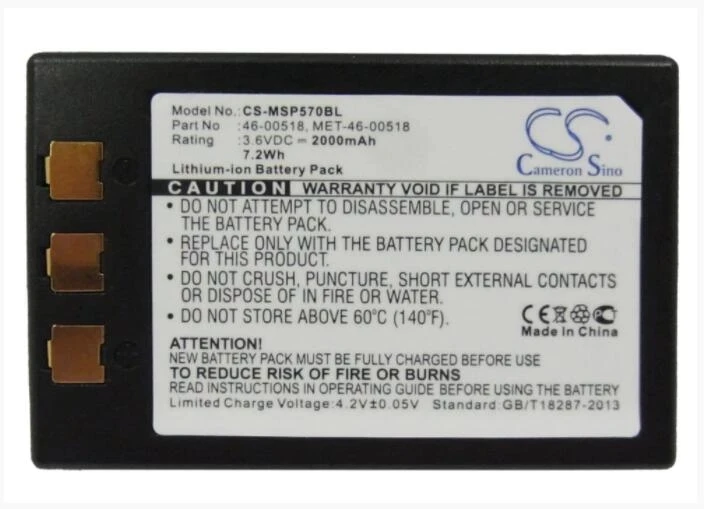 Model No.: CS-MSP570BL
Part No : 46-00518, MET-46-00518
Rating : 3.6VDC ⎓ 2000mAh
7.2Wh
Lithium-ion Battery Pack
CS
Cameron Sino
CAUTION WARRANTY VOID IF LABEL IS REMOVED
• DO NOT ATTEMPT TO DISASSEMBLE, OPEN OR SERVICE
THE BATTERY PACK.
• REPLACE ONLY WITH THE BATTERY PACK DESIGNATED
FOR THIS PRODUCT.
• DO NOT CRUSH, PUNCTURE, SHORT EXTERNAL CONTACTS
OR DISPOSE OF IN FIRE OR WATER.
• DO NOT STORE ABOVE 60°C (140°F).
CE
Made In China
ATTENTION!
NEW BATTERY PACK MUST BE FULLY CHARGED BEFORE USE
TO REDUCE RISK OF FIRE OR BURNS
READ INSTRUCTIONS IN OPERATING GUIDE BEFORE USING THE BATTERY
Limited Charge Voltage:4.2V±0.05V Standard:GB/T18287-2013